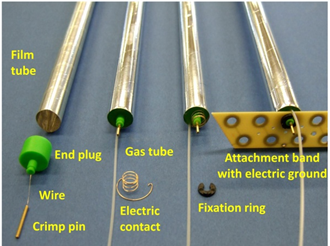 Film
tube
End plug
Gas tube
Attachment band
with electric ground
Wire
Electric
contact
Fixation ring
Crimp pin